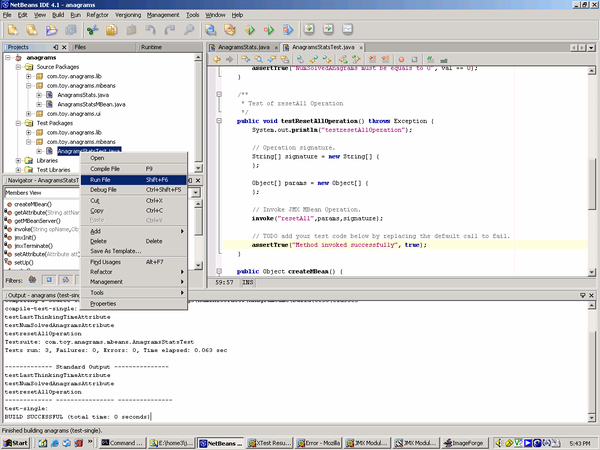 NetBeans IDE 4.1 - anagrams
File Edit View Navigate Source Build Run Refactor Versioning Management Tools Window Help
Projects Files Runtime
anagrams
Source Packages
com.toy.anagrams.lib
com.toy.anagrams.mbeans
AnagramsStats.java
AnagramsStatsMBean.java
com.toy.anagrams.ui
Test Packages
com.toy.anagrams.lib
com.toy.anagrams.mbeans
AnagramsStatsTest.java
Libraries
Test Libraries
Navigator - AnagramsStatsT
Members View
createMBean()
getAttribute(String attNa
getMBeanServer()
invoke(String opName,Ob
jmxInit()
jmxTerminate()
setAttribute(Attribute att
setUp()
Filters:
Open
Compile File F9
Run File Shift+F6
Debug File Ctrl+Shift+F5
Cut Ctrl+X
Copy Ctrl+C
Paste Ctrl+V
Add
Delete Delete
Save As Template...
Find Usages Alt+F7
Refactor
Management
Tools
Properties
AnagramsStats.java AnagramsStatsTest.java
assertTrue("NumSolvedAnagrams must be equals to 0", val == 0);
}
/**
* Test of resetAll Operation
*/
public void testResetAllOperation() throws Exception {
System.out.println("testresetAllOperation");
// Operation signature.
String[] signature = new String[] {
};
Object[] params = new Object[] {
};
// Invoke JMX MBean Operation.
invoke("resetAll",params,signature);
// TODO add your test code below by replacing the default call to fail.
assertTrue("Method invoked successfully", true);
}
public Object createMBean() {
59:57 INS
Output - anagrams (test-single)
compile-test-single:
testLastThinkingTimeAttribute
testNumSolvedAnagramsAttribute
testresetAllOperation
Testsuite: com.toy.anagrams.mbeans.AnagramsStatsTest
Tests run: 3, Failures: 0, Errors: 0, Time elapsed: 0.063 sec
------------- Standard Output ---------------
testLastThinkingTimeAttribute
testNumSolvedAnagramsAttribute
testresetAllOperation
------------- ---------------- ---------------
test-single:
BUILD SUCCESSFUL (total time: 0 seconds)
Finished building anagrams (test-single).
Start Command ... E:\home3\j... NetBeans ... XTest Resu... Error - Mozilla JMX Modul... JMX Modul... ImageForge 5:43 PM